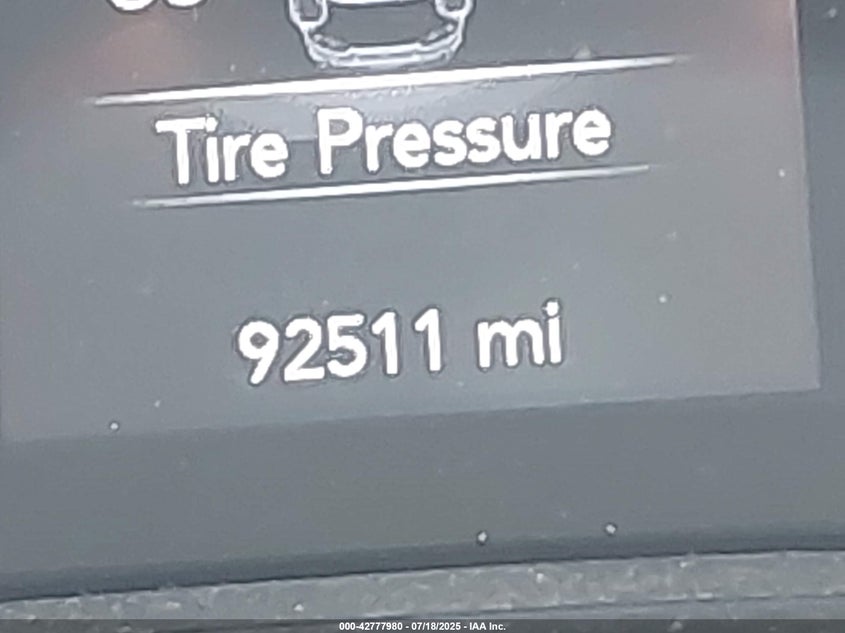 Tire Pressure
92511 mi
000-42777980 - 07/18/2025 - IAA Inc.